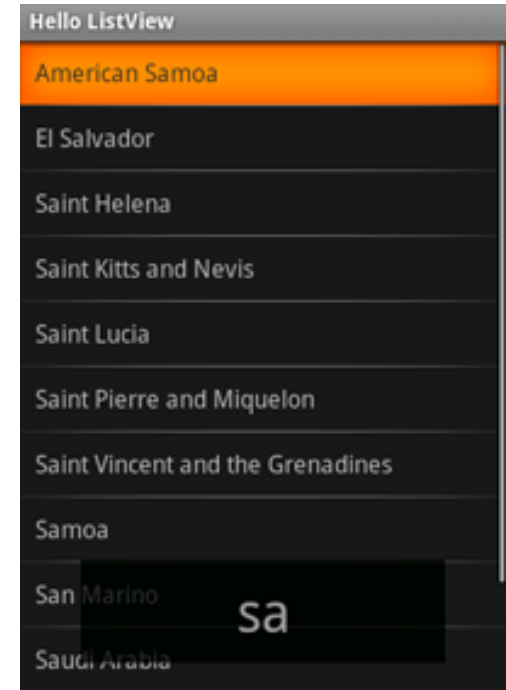 Hello ListView
American Samoa
El Salvador
Saint Helena
Saint Kitts and Nevis
Saint Lucia
Saint Pierre and Miquelon
Saint Vincent and the Grenadines
Samoa
San Marino
sa
Saudi Arabia